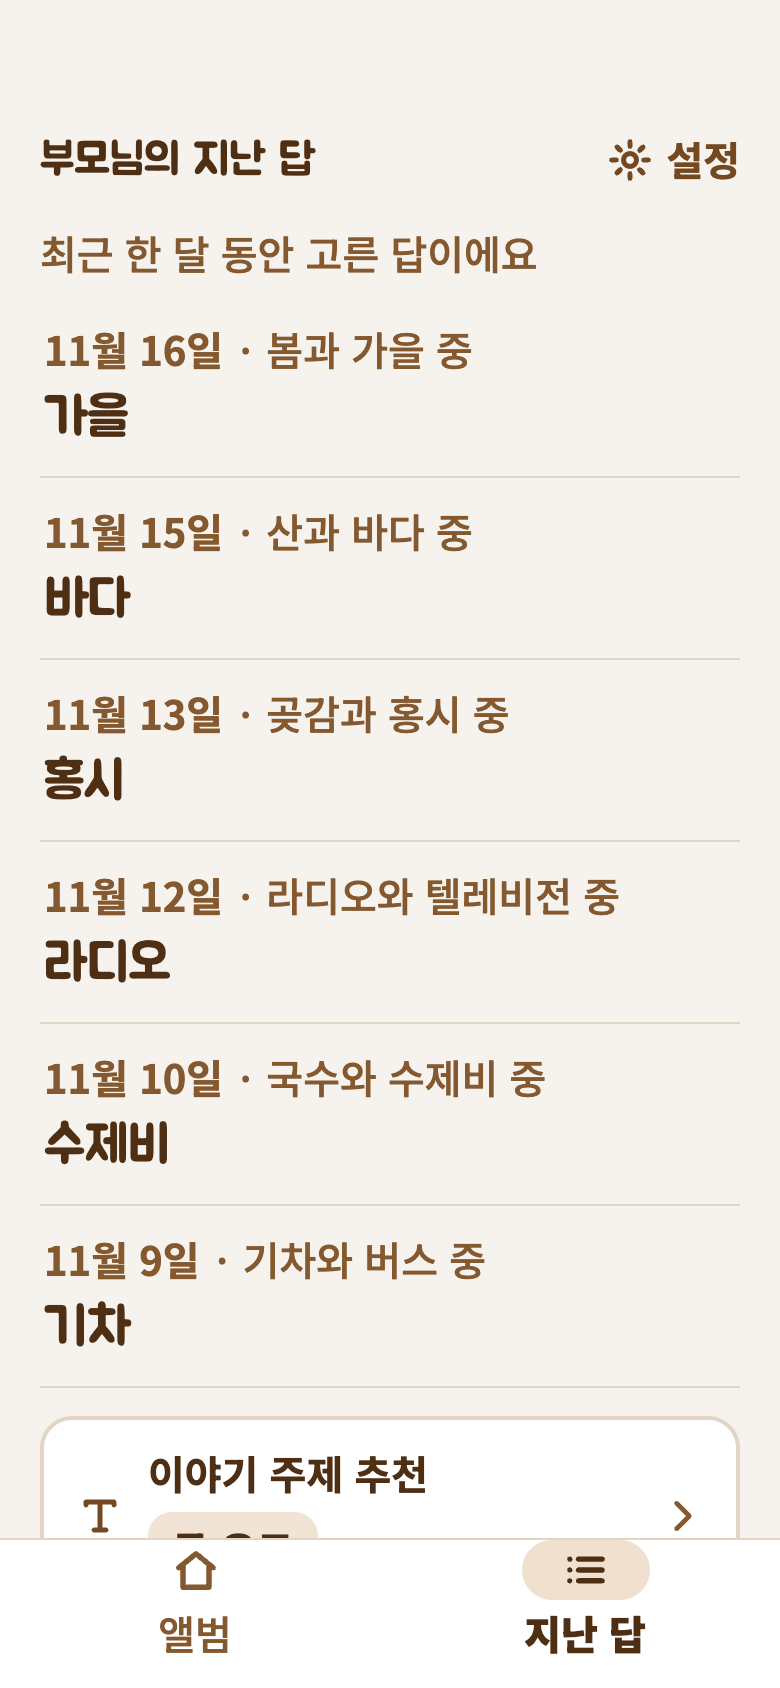 부모님의 지난 답
설정
최근 한 달 동안 고른 답이에요
11월 16일 · 봄과 가을 중
가을
11월 15일 · 산과 바다 중
바다
11월 13일 · 곶감과 홍시 중
홍시
11월 12일 · 라디오와 텔레비전 중
라디오
11월 10일 · 국수와 수제비 중
수제비
11월 9일 · 기차와 버스 중
기차
이야기 주제 추천
앨범
지난 답